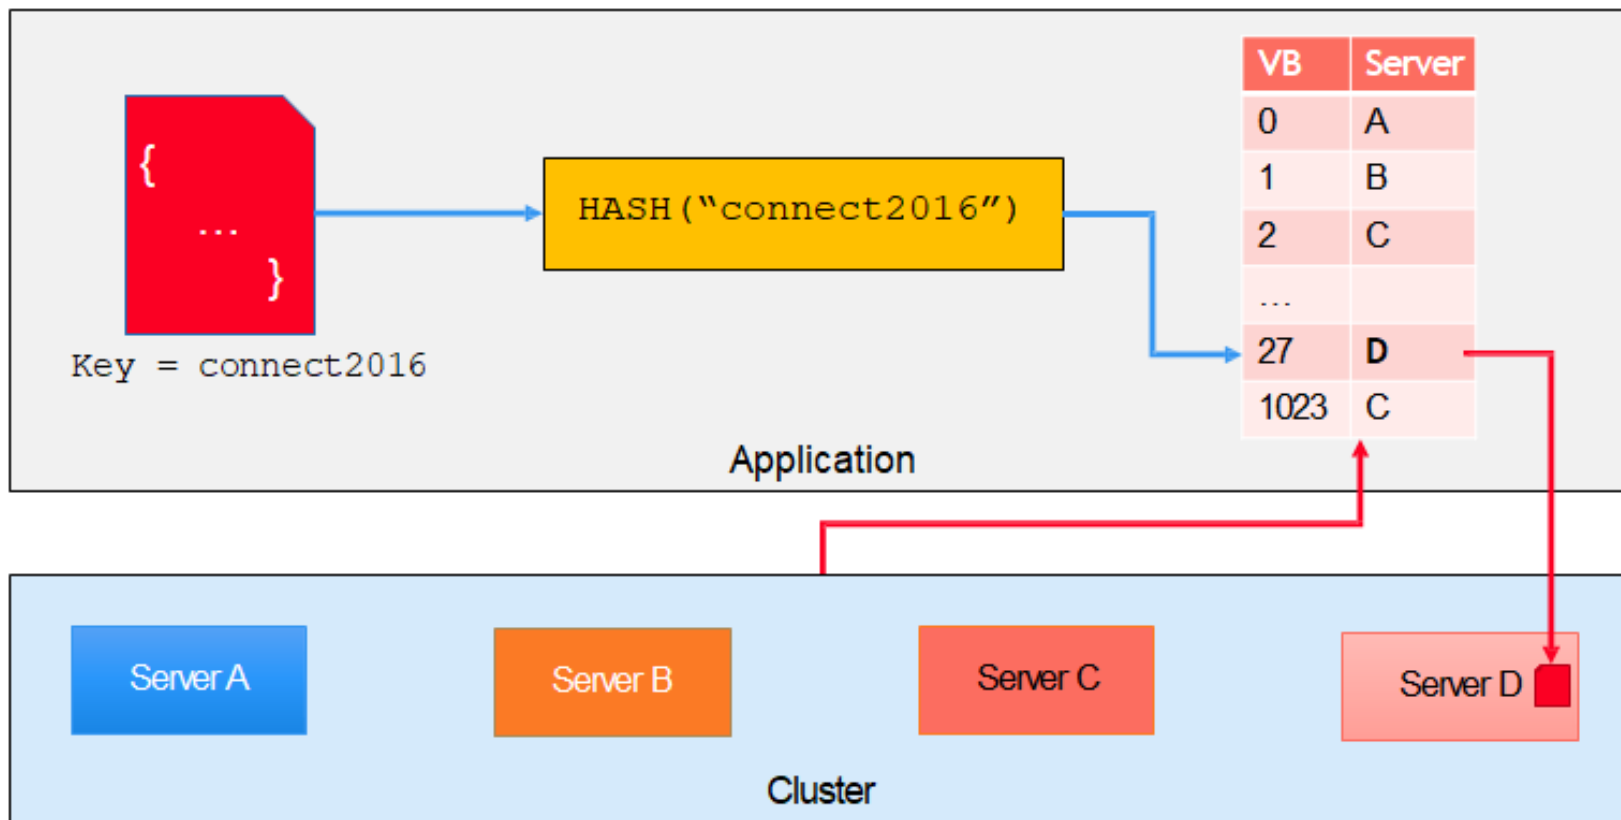 VB Server
0 A
1 B
2 C
...
27 D
1023 C
{
...
}
Key = connect2016
HASH(“connect2016”)
Application
Server A
Server B
Server C
Server D
Cluster